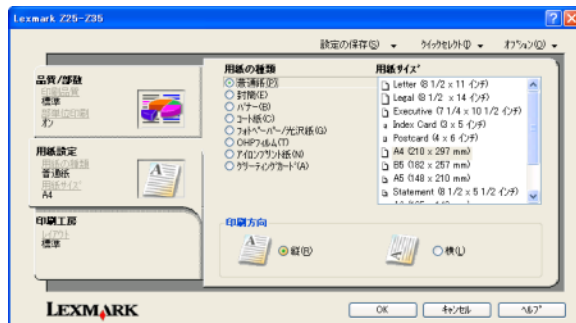 Lexmark Z25-Z35
設定の保存(S) クイックセレクト(I) オプション(O)
品質/部数
印刷品質
標準
部単位印刷
オン
用紙設定
用紙の種類
普通紙
用紙サイズ
A4
印刷工房
レイアウト
標準
用紙の種類
普通紙(P)
封筒(E)
バナー(B)
コート紙(C)
フォトペーパー/光沢紙(G)
OHPフィルム(T)
アイロンプリント紙(N)
グリーティングカード(A)
用紙サイズ
Letter (8 1/2 x 11 インチ)
Legal (8 1/2 x 14 インチ)
Executive (7 1/4 x 10 1/2 インチ)
Index Card (3 x 5 インチ)
Postcard (4 x 6 インチ)
A4 (210 x 297 mm)
B5 (182 x 257 mm)
A5 (148 x 210 mm)
Statement (8 1/2 x 5 1/2 インチ)
印刷方向
縦(R)
横(L)
LEXMARK
OK キャンセル ヘルプ